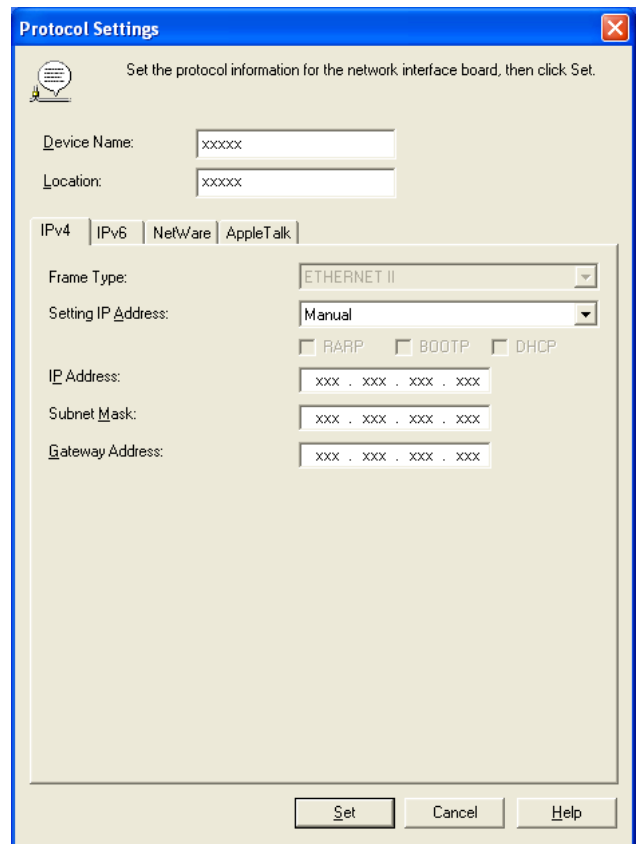 Protocol Settings
Set the protocol information for the network interface board, then click Set.
Device Name: xxxxx
Location: xxxxx
IPv4 IPv6 NetWare AppleTalk
Frame Type: ETHERNET II
Setting IP Address: Manual
RARP BOOTP DHCP
IP Address: xxx . xxx . xxx . xxx
Subnet Mask: xxx . xxx . xxx . xxx
Gateway Address: xxx . xxx . xxx . xxx
Set Cancel Help